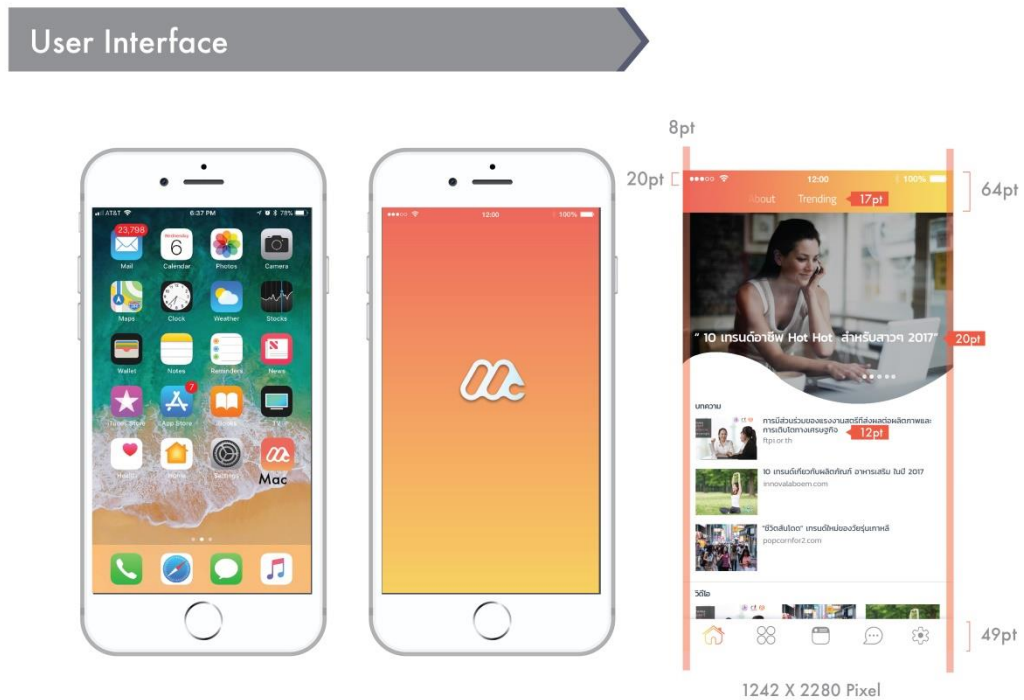 User Interface
8pt
20pt
64pt
AT&T
6:37 PM
78%
23,798
Wednesday
6
Mail
Calendar
Photos
Camera
Maps
Clock
Weather
Stocks
Wallet
Notes
Reminders
News
7
iTunes Store
App Store
Books
TV
Health
Home
Settings
Mac
12:00
100%
12:00
100%
About
Trending
17pt
“ 10 เทรนด์อาชีพ Hot Hot สำหรับสาวๆ 2017”
20pt
บทความ
การมีส่วนร่วมของแรงงานสตรีที่ส่งผลต่อผลิตภาพและ
การเติบโตทางเศรษฐกิจ
12pt
ftpi.or.th
10 เทรนด์เกี่ยวกับผลิตภัณฑ์ อาหารเสริม ในปี 2017
innovalaboem.com
"ชีวิตสันโดด" เทรนด์ใหม่ของวัยรุ่นเกาหลี
popcornfor2.com
วิดีโอ
49pt
1242 X 2280 Pixel